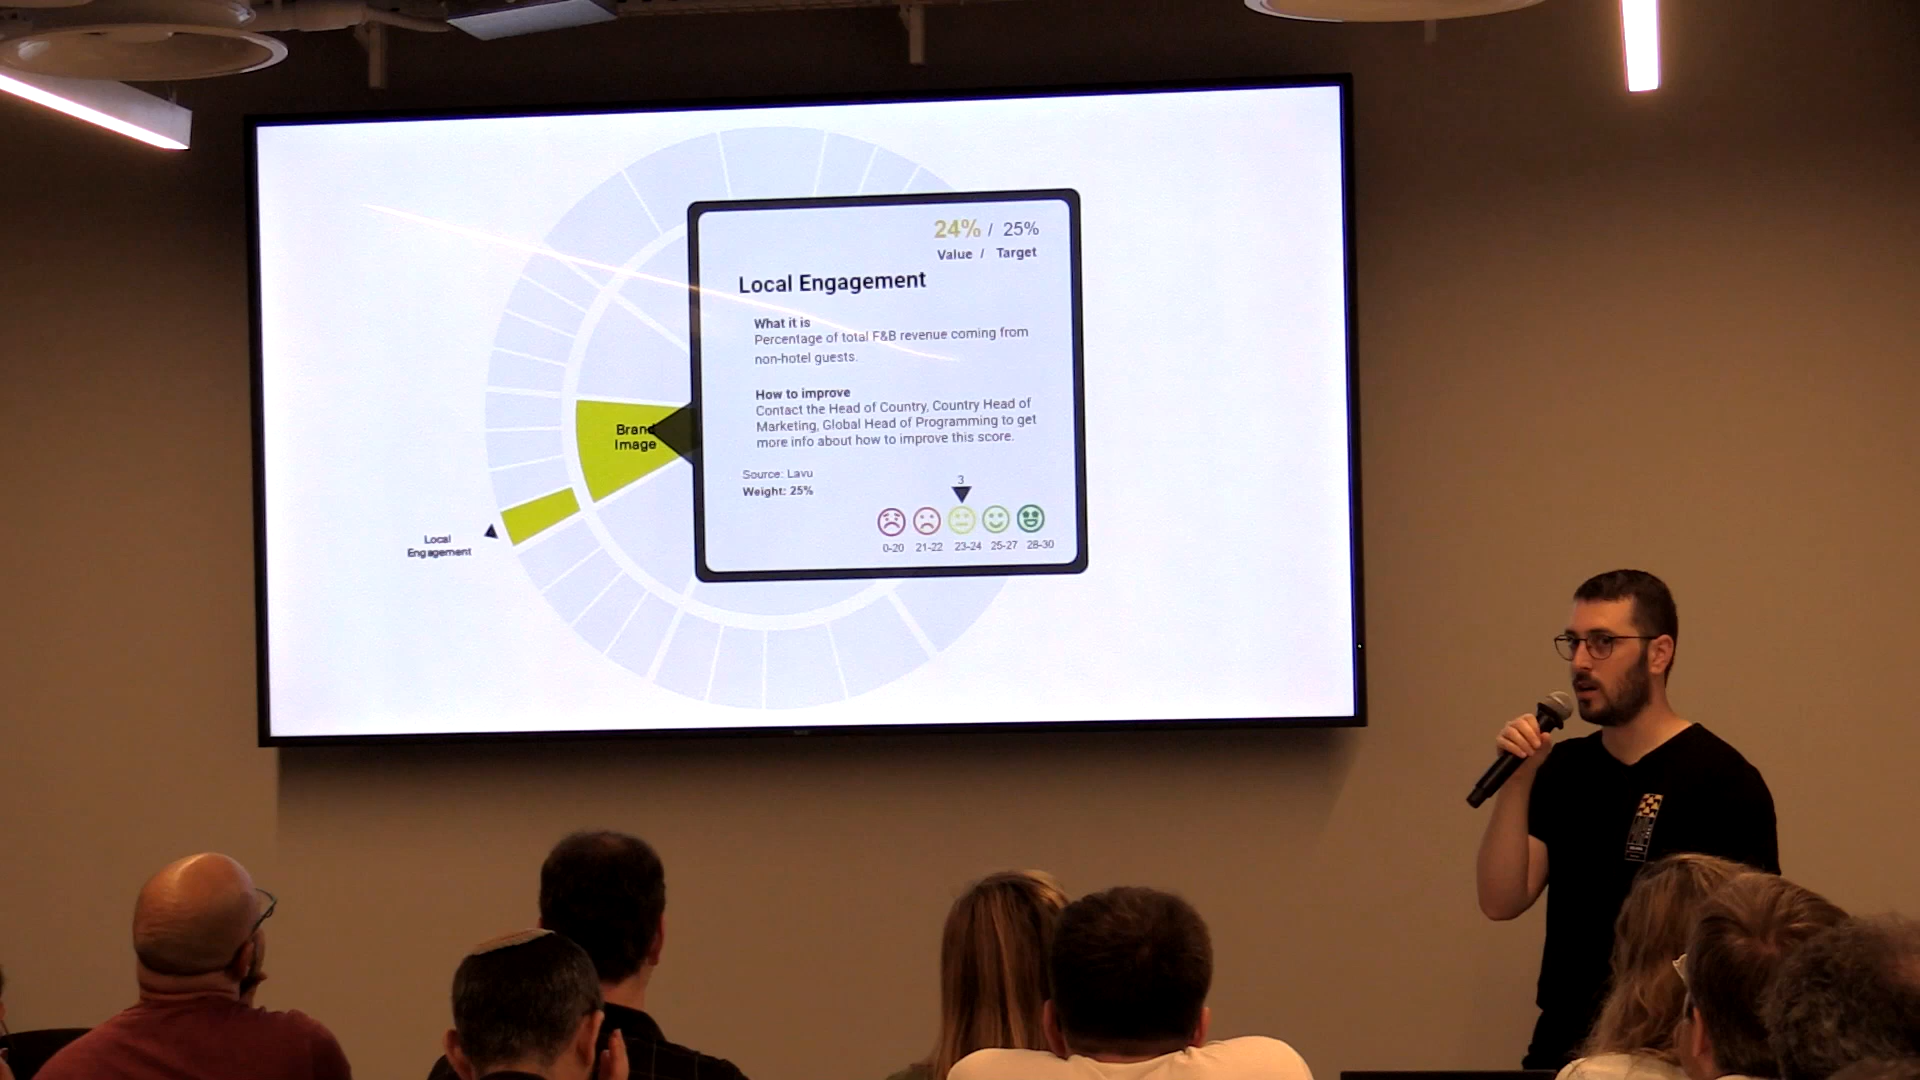 24% / 25%
Value / Target
Local Engagement
What it is
Percentage of total F&B revenue coming from
non-hotel guests.
How to improve
Contact the Head of Country, Country Head of
Marketing, Global Head of Programming to get
more info about how to improve this score.
Source: Lavu
Weight: 25%
3
0-20 21-22 23-24 25-27 28-30
Brand
Image
Local
Engagement